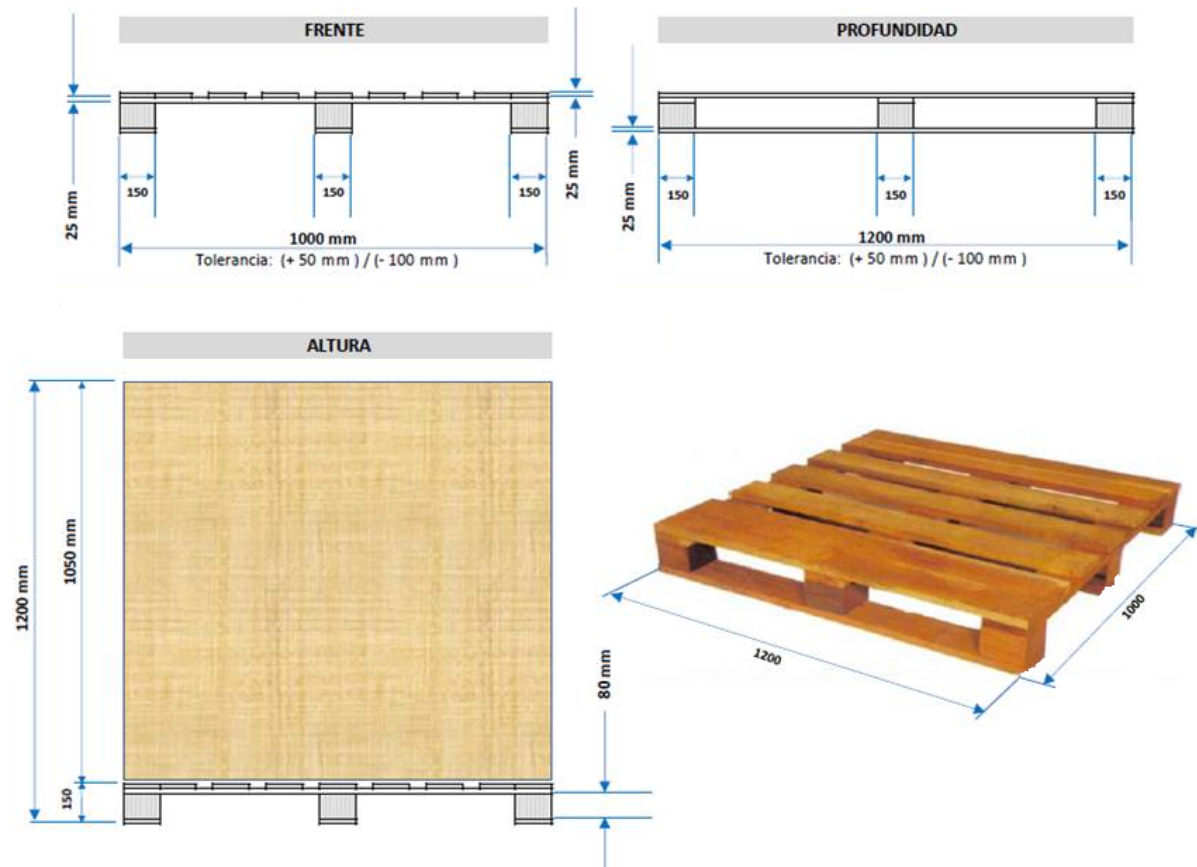 FRENTE
25 mm
150
150
150
25 mm
1000 mm
Tolerancia: (+ 50 mm ) / (- 100 mm )
PROFUNDIDAD
25 mm
150
150
150
1200 mm
Tolerancia: (+ 50 mm ) / (- 100 mm )
ALTURA
1200 mm
1050 mm
150
80 mm
1200
1000